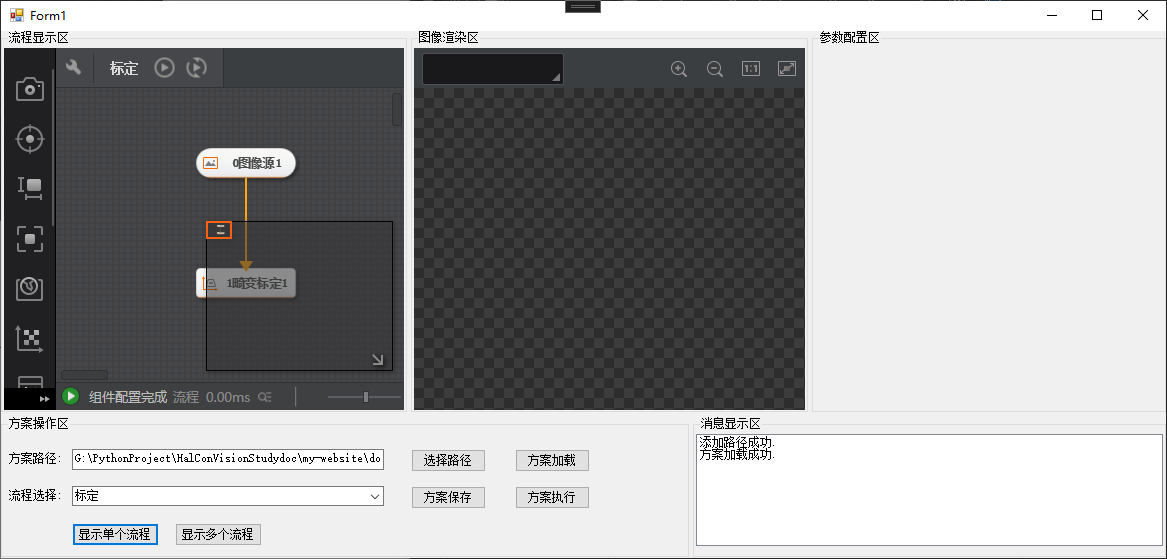 Form1
流程显示区
图像渲染区
参数配置区
标定
1:1
0图像源1
1畸变标定1
组件配置完成 流程 0.00ms
方案操作区
消息显示区
方案路径:
G:\PythonProject\HalConVisionStudydoc\my-website\do
选择路径
方案加载
添加路径成功.
方案加载成功.
流程选择:
标定
方案保存
方案执行
显示单个流程
显示多个流程